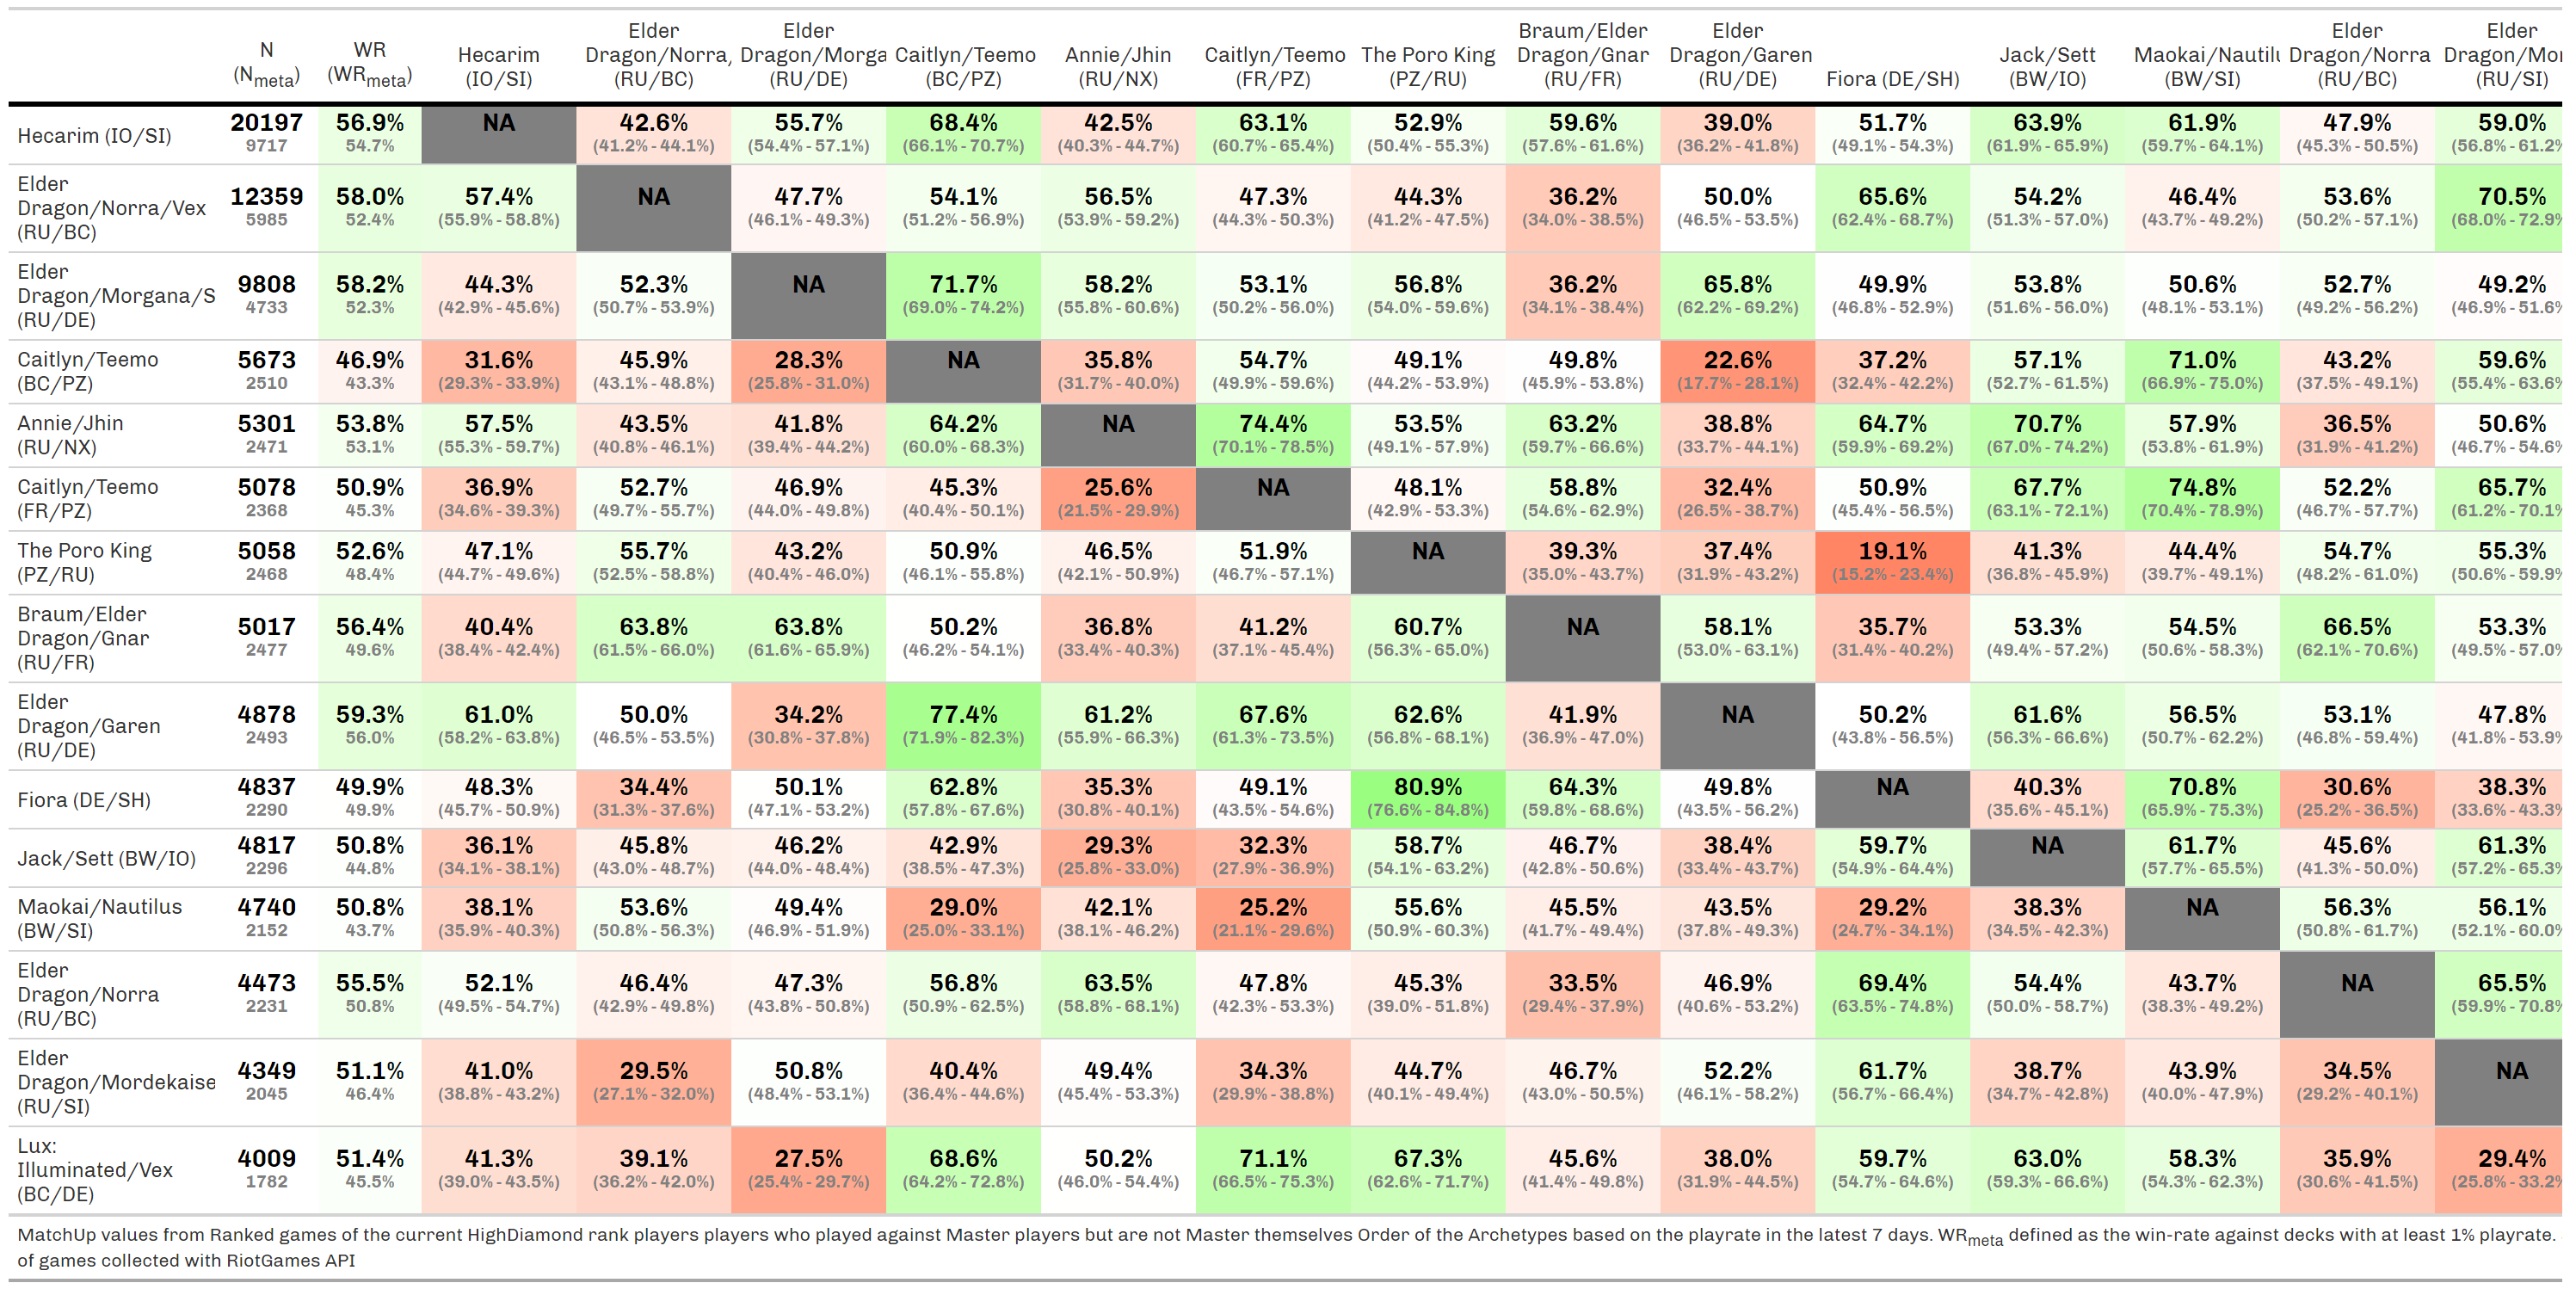 N
(Nmeta)
WR
(WRmeta)
Hecarim
(IO/SI)
Elder
Dragon/Norra,
(RU/BC)
Elder
Dragon/Morga
(RU/DE)
Caitlyn/Teemo
(BC/PZ)
Annie/Jhin
(RU/NX)
Caitlyn/Teemo
(FR/PZ)
The Poro King
(PZ/RU)
Braum/Elder
Dragon/Gnar
(RU/FR)
Elder
Dragon/Garen
(RU/DE)
Fiora (DE/SH)
Jack/Sett
(BW/IO)
Maokai/Nautilu
(BW/SI)
Elder
Dragon/Norra
(RU/BC)
Elder
Dragon/Mor
(RU/SI)
Hecarim (IO/SI)
20197 56.9% NA 42.6% 55.7% 68.4% 42.5% 63.1% 52.9% 59.6% 39.0% 51.7% 63.9% 61.9% 47.9% 59.0%
9717 54.7% (41.2% - 44.1%) (54.4% - 57.1%) (66.1% - 70.7%) (40.3% - 44.7%) (60.7% - 65.4%) (50.4% - 55.3%) (57.6% - 61.6%) (36.2% - 41.8%) (49.1% - 54.3%) (61.9% - 65.9%) (59.7% - 64.1%) (45.3% - 50.5%) (56.8% - 61.2%
Elder
Dragon/Norra/Vex
(RU/BC)
12359 58.0% 57.4% NA 47.7% 54.1% 56.5% 47.3% 44.3% 36.2% 50.0% 65.6% 54.2% 46.4% 53.6% 70.5%
5985 52.4% (55.9% - 58.8%) (46.1% - 49.3%) (51.2% - 56.9%) (53.9% - 59.2%) (44.3% - 50.3%) (41.2% - 47.5%) (34.0% - 38.5%) (46.5% - 53.5%) (62.4% - 68.7%) (51.3% - 57.0%) (43.7% - 49.2%) (50.2% - 57.1%) (68.0% - 72.9%
Elder
Dragon/Morgana/S
(RU/DE)
9808 58.2% 44.3% 52.3% NA 71.7% 58.2% 53.1% 56.8% 36.2% 65.8% 49.9% 53.8% 50.6% 52.7% 49.2%
4733 52.3% (42.9% - 45.6%) (50.7% - 53.9%) (69.0% - 74.2%) (55.8% - 60.6%) (50.2% - 56.0%) (54.0% - 59.6%) (34.1% - 38.4%) (62.2% - 69.2%) (46.8% - 52.9%) (51.6% - 56.0%) (48.1% - 53.1%) (49.2% - 56.2%) (46.9% - 51.6%
Caitlyn/Teemo
(BC/PZ)
5673 46.9% 31.6% 45.9% 28.3% NA 35.8% 54.7% 49.1% 49.8% 22.6% 37.2% 57.1% 71.0% 43.2% 59.6%
2510 43.3% (29.3% - 33.9%) (43.1% - 48.8%) (25.8% - 31.0%) (31.7% - 40.0%) (49.9% - 59.6%) (44.2% - 53.9%) (45.9% - 53.8%) (17.7% - 28.1%) (32.4% - 42.2%) (52.7% - 61.5%) (66.9% - 75.0%) (37.5% - 49.1%) (55.4% - 63.6%
Annie/Jhin
(RU/NX)
5301 53.8% 57.5% 43.5% 41.8% 64.2% NA 74.4% 53.5% 63.2% 38.8% 64.7% 70.7% 57.9% 36.5% 50.6%
2471 53.1% (55.3% - 59.7%) (40.8% - 46.1%) (39.4% - 44.2%) (60.0% - 68.3%) (70.1% - 78.5%) (49.1% - 57.9%) (59.7% - 66.6%) (33.7% - 44.1%) (59.9% - 69.2%) (67.0% - 74.2%) (53.8% - 61.9%) (31.9% - 41.2%) (46.7% - 54.6%
Caitlyn/Teemo
(FR/PZ)
5078 50.9% 36.9% 52.7% 46.9% 45.3% 25.6% NA 48.1% 58.8% 32.4% 50.9% 67.7% 74.8% 52.2% 65.7%
2368 45.3% (34.6% - 39.3%) (49.7% - 55.7%) (44.0% - 49.8%) (40.4% - 50.1%) (21.5% - 29.9%) (42.9% - 53.3%) (54.6% - 62.9%) (26.5% - 38.7%) (45.4% - 56.5%) (63.1% - 72.1%) (70.4% - 78.9%) (46.7% - 57.7%) (61.2% - 70.1%
The Poro King
(PZ/RU)
5058 52.6% 47.1% 55.7% 43.2% 50.9% 46.5% 51.9% NA 39.3% 37.4% 19.1% 41.3% 44.4% 54.7% 55.3%
2468 48.4% (44.7% - 49.6%) (52.5% - 58.8%) (40.4% - 46.0%) (46.1% - 55.8%) (42.1% - 50.9%) (46.7% - 57.1%) (35.0% - 43.7%) (31.9% - 43.2%) (15.2% - 23.4%) (36.8% - 45.9%) (39.7% - 49.1%) (48.2% - 61.0%) (50.6% - 59.9%
Braum/Elder
Dragon/Gnar
(RU/FR)
5017 56.4% 40.4% 63.8% 63.8% 50.2% 36.8% 41.2% 60.7% NA 58.1% 35.7% 53.3% 54.5% 66.5% 53.3%
2477 49.6% (38.4% - 42.4%) (61.5% - 66.0%) (61.6% - 65.9%) (46.2% - 54.1%) (33.4% - 40.3%) (37.1% - 45.4%) (56.3% - 65.0%) (53.0% - 63.1%) (31.4% - 40.2%) (49.4% - 57.2%) (50.6% - 58.3%) (62.1% - 70.6%) (49.5% - 57.0%
Elder
Dragon/Garen
(RU/DE)
4878 59.3% 61.0% 50.0% 34.2% 77.4% 61.2% 67.6% 62.6% 41.9% NA 50.2% 61.6% 56.5% 53.1% 47.8%
2493 56.0% (58.2% - 63.8%) (46.5% - 53.5%) (30.8% - 37.8%) (71.9% - 82.3%) (55.9% - 66.3%) (61.3% - 73.5%) (56.8% - 68.1%) (36.9% - 47.0%) (43.8% - 56.5%) (56.3% - 66.6%) (50.7% - 62.2%) (46.8% - 59.4%) (41.8% - 53.9%
Fiora (DE/SH)
4837 49.9% 48.3% 34.4% 50.1% 62.8% 35.3% 49.1% 80.9% 64.3% 49.8% NA 40.3% 70.8% 30.6% 38.3%
2290 49.9% (45.7% - 50.9%) (31.3% - 37.6%) (47.1% - 53.2%) (57.8% - 67.6%) (30.8% - 40.1%) (43.5% - 54.6%) (76.6% - 84.8%) (59.8% - 68.6%) (43.5% - 56.2%) (35.6% - 45.1%) (65.9% - 75.3%) (25.2% - 36.5%) (33.6% - 43.3%
Jack/Sett (BW/IO)
4817 50.8% 36.1% 45.8% 46.2% 42.9% 29.3% 32.3% 58.7% 46.7% 38.4% 59.7% NA 61.7% 45.6% 61.3%
2296 44.8% (34.1% - 38.1%) (43.0% - 48.7%) (44.0% - 48.4%) (38.5% - 47.3%) (25.8% - 33.0%) (27.9% - 36.9%) (54.1% - 63.2%) (42.8% - 50.6%) (33.4% - 43.7%) (54.9% - 64.4%) (57.7% - 65.5%) (41.3% - 50.0%) (57.2% - 65.3%
Maokai/Nautilus
(BW/SI)
4740 50.8% 38.1% 53.6% 49.4% 29.0% 42.1% 25.2% 55.6% 45.5% 43.5% 29.2% 38.3% NA 56.3% 56.1%
2152 43.7% (35.9% - 40.3%) (50.8% - 56.3%) (46.9% - 51.9%) (25.0% - 33.1%) (38.1% - 46.2%) (21.1% - 29.6%) (50.9% - 60.3%) (41.7% - 49.4%) (37.8% - 49.3%) (24.7% - 34.1%) (34.5% - 42.3%) (50.8% - 61.7%) (52.1% - 60.0%
Elder
Dragon/Norra
(RU/BC)
4473 55.5% 52.1% 46.4% 47.3% 56.8% 63.5% 47.8% 45.3% 33.5% 46.9% 69.4% 54.4% 43.7% NA 65.5%
2231 50.8% (49.5% - 54.7%) (42.9% - 49.8%) (43.8% - 50.8%) (50.9% - 62.5%) (58.8% - 68.1%) (42.3% - 53.3%) (39.0% - 51.8%) (29.4% - 37.9%) (40.6% - 53.2%) (63.5% - 74.8%) (50.0% - 58.7%) (38.3% - 49.2%) (59.9% - 70.8%
Elder
Dragon/Mordekaise
(RU/SI)
4349 51.1% 41.0% 29.5% 50.8% 40.4% 49.4% 34.3% 44.7% 46.7% 52.2% 61.7% 38.7% 43.9% 34.5% NA
2045 46.4% (38.8% - 43.2%) (27.1% - 32.0%) (48.4% - 53.1%) (36.4% - 44.6%) (45.4% - 53.3%) (29.9% - 38.8%) (40.1% - 49.4%) (43.0% - 50.5%) (46.1% - 58.2%) (56.7% - 66.4%) (34.7% - 42.8%) (40.0% - 47.9%) (29.2% - 40.1%)
Lux:
Illuminated/Vex
(BC/DE)
4009 51.4% 41.3% 39.1% 27.5% 68.6% 50.2% 71.1% 67.3% 45.6% 38.0% 59.7% 63.0% 58.3% 35.9% 29.4%
1782 45.5% (39.0% - 43.5%) (36.2% - 42.0%) (25.4% - 29.7%) (64.2% - 72.8%) (46.0% - 54.4%) (66.5% - 75.3%) (62.6% - 71.7%) (41.4% - 49.8%) (31.9% - 44.5%) (54.7% - 64.6%) (59.3% - 66.6%) (54.3% - 62.3%) (30.6% - 41.5%) (25.8% - 33.2%
MatchUp values from Ranked games of the current HighDiamond rank players players who played against Master players but are not Master themselves Order of the Archetypes based on the playrate in the latest 7 days. WRmeta defined as the win-rate against decks with at least 1% playrate.
of games collected with RiotGames API